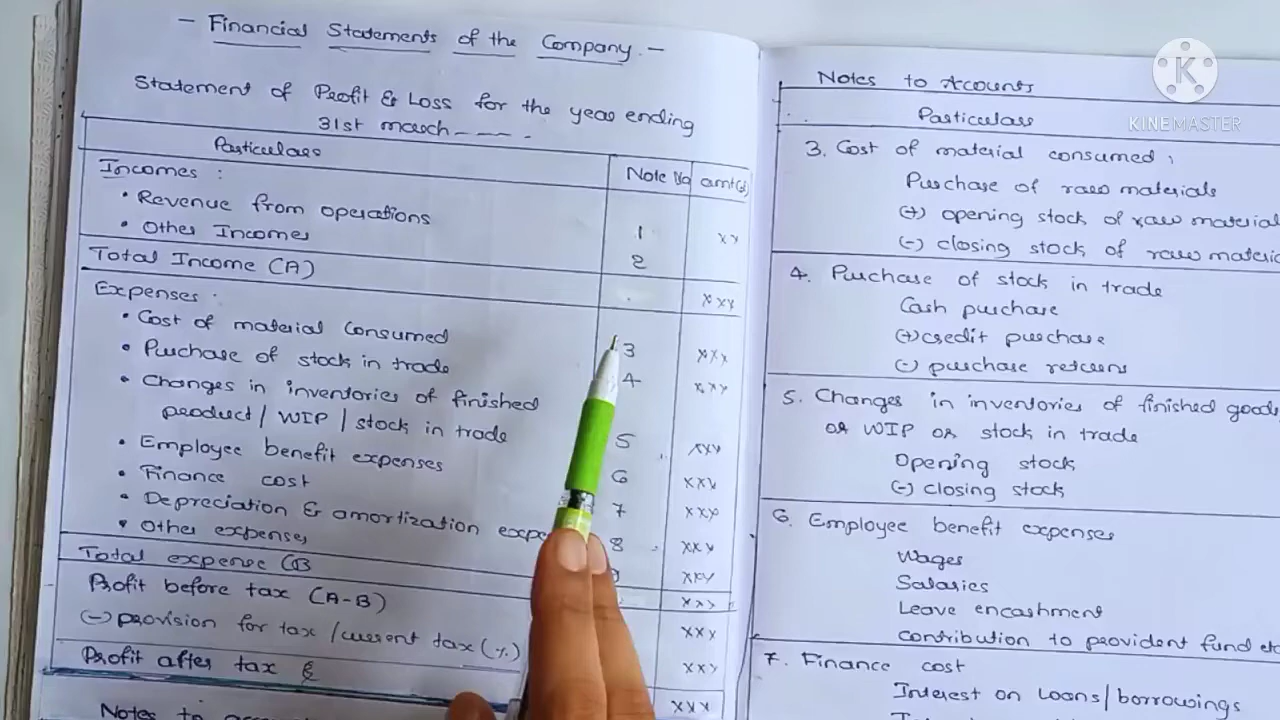 - Financial Statements of the Company. -
Statement of Profit & Loss for the year ending
31st march ----.
Particulars Note No amt(₹)
Incomes :
• Revenue from operations 1 xx
• Other Incomes 2
Total Income (A) xxx
Expenses :
• Cost of material Consumed 3 xxx
• Purchase of stock in trade 4 xxx
• Changes in inventories of finished
product / WIP / stock in trade 5 xxx
• Employee benefit expenses 6 xxx
• Finance cost 7 xxx
• Depreciation & amortization expe 8 xxx
• Other expenses xxx
Total expense (B xxx
Profit before tax (A-B) xxx
(-) provision for tax / current tax (%) xxx
Profit after tax xxx
Notes to
Notes to Accounts
Particulars
3. Cost of material consumed :
Purchase of raw materials
(+) opening stock of raw material
(-) closing stock of raw materia
4. Purchase of stock in trade
Cash purchase
(+) credit purchase
(-) purchase returns
5. Changes in inventories of finished goods
or WIP or stock in trade
Opening stock
(-) closing stock
6. Employee benefit expenses
Wages
Salaries
Leave encashment
contribution to provident fund etc
7. Finance cost
Interest on Loans/borrowings
K
KINEMASTER